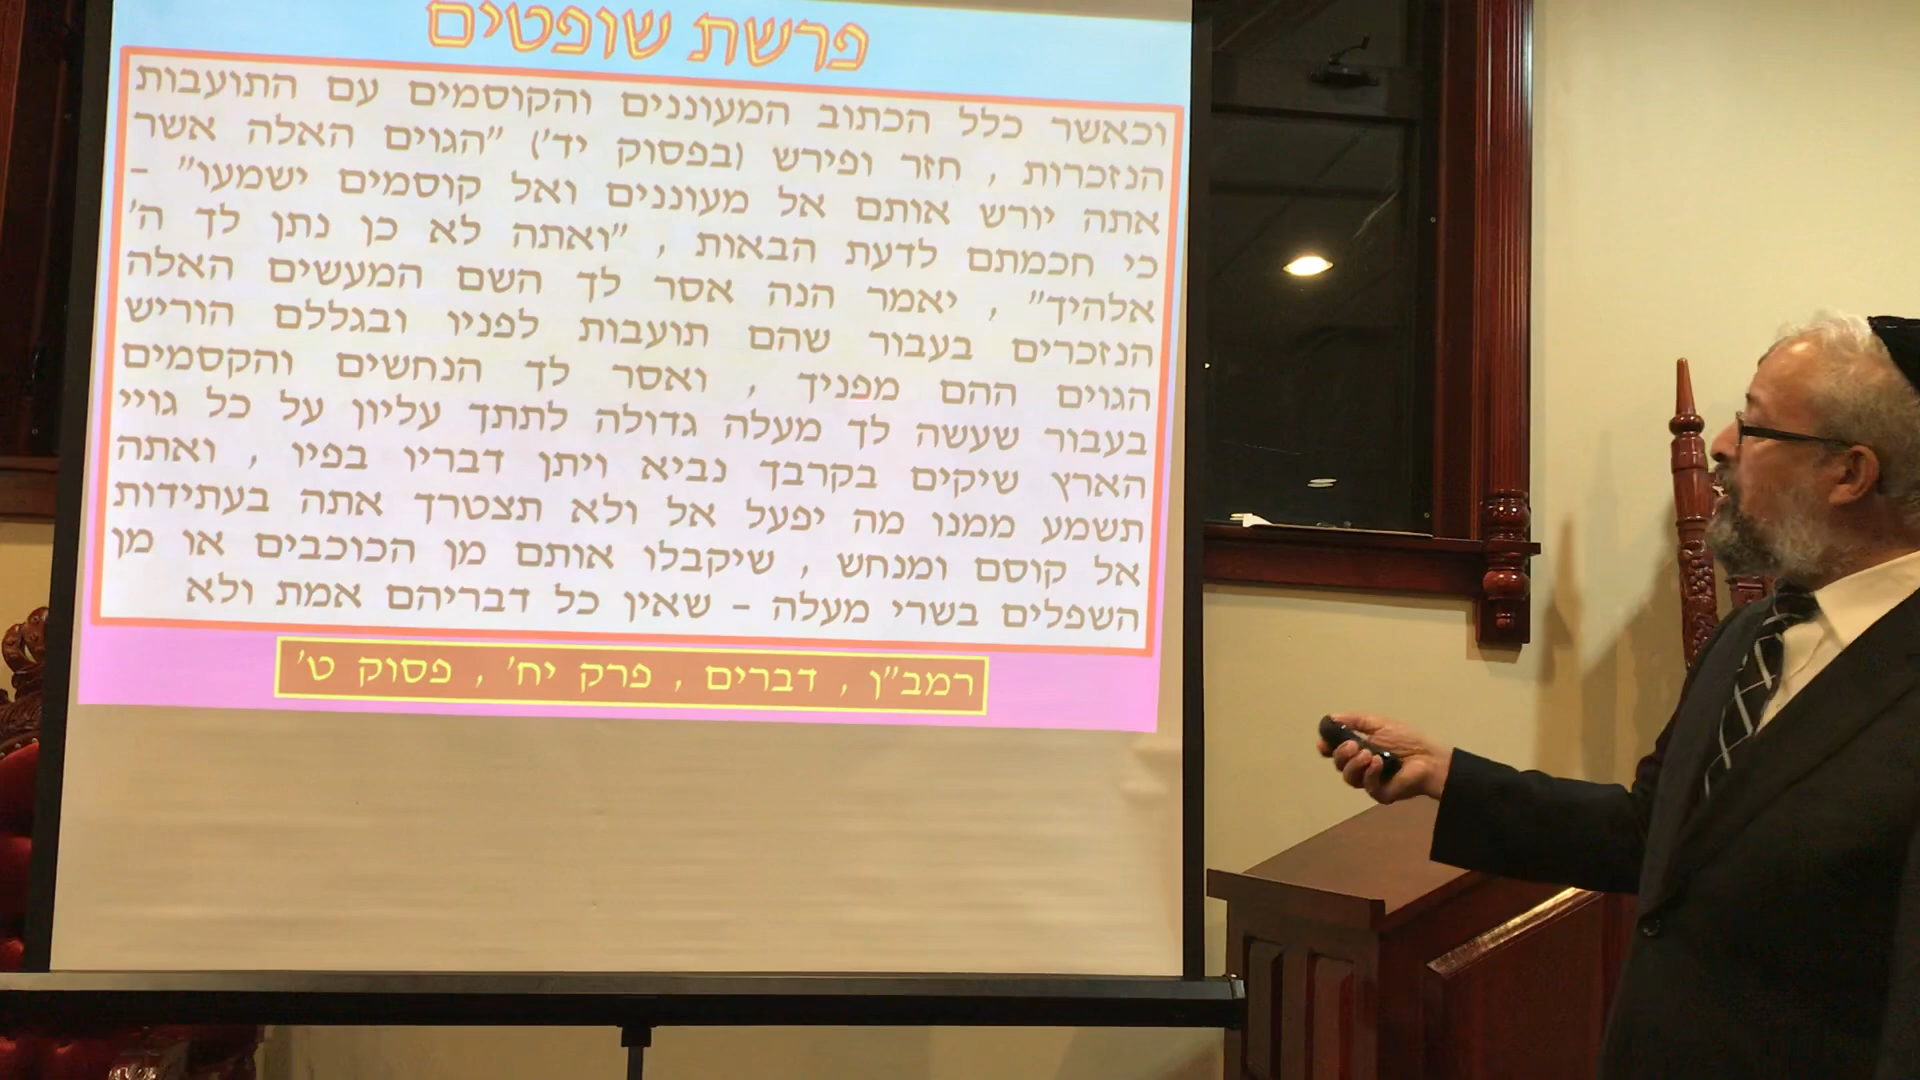 פרשת שופטים
וכאשר כלל הכתוב המעוננים והקוסמים עם התועבות
הנזכרות , חזר ופירש (בפסוק יד') "הגוים האלה אשר
אתה יורש אותם אל מעוננים ואל קוסמים ישמעו" -
כי חכמתם לדעת הבאות , "ואתה לא כן נתן לך ה'
אלהיך" , יאמר הנה אסר לך השם המעשים האלה
הנזכרים בעבור שהם תועבות לפניו ובגללם הוריש
הגוים ההם מפניך , ואסר לך הנחשים והקסמים
בעבור שעשה לך מעלה גדולה לתתך עליון על כל גויי
הארץ שיקים בקרבך נביא ויתן דבריו בפיו , ואתה
תשמע ממנו מה יפעל אל ולא תצטרך אתה בעתידות
אל קוסם ומנחש , שיקבלו אותם מן הכוכבים או מן
השפלים בשרי מעלה - שאין כל דבריהם אמת ולא
רמב"ן , דברים , פרק יח' , פסוק ט'